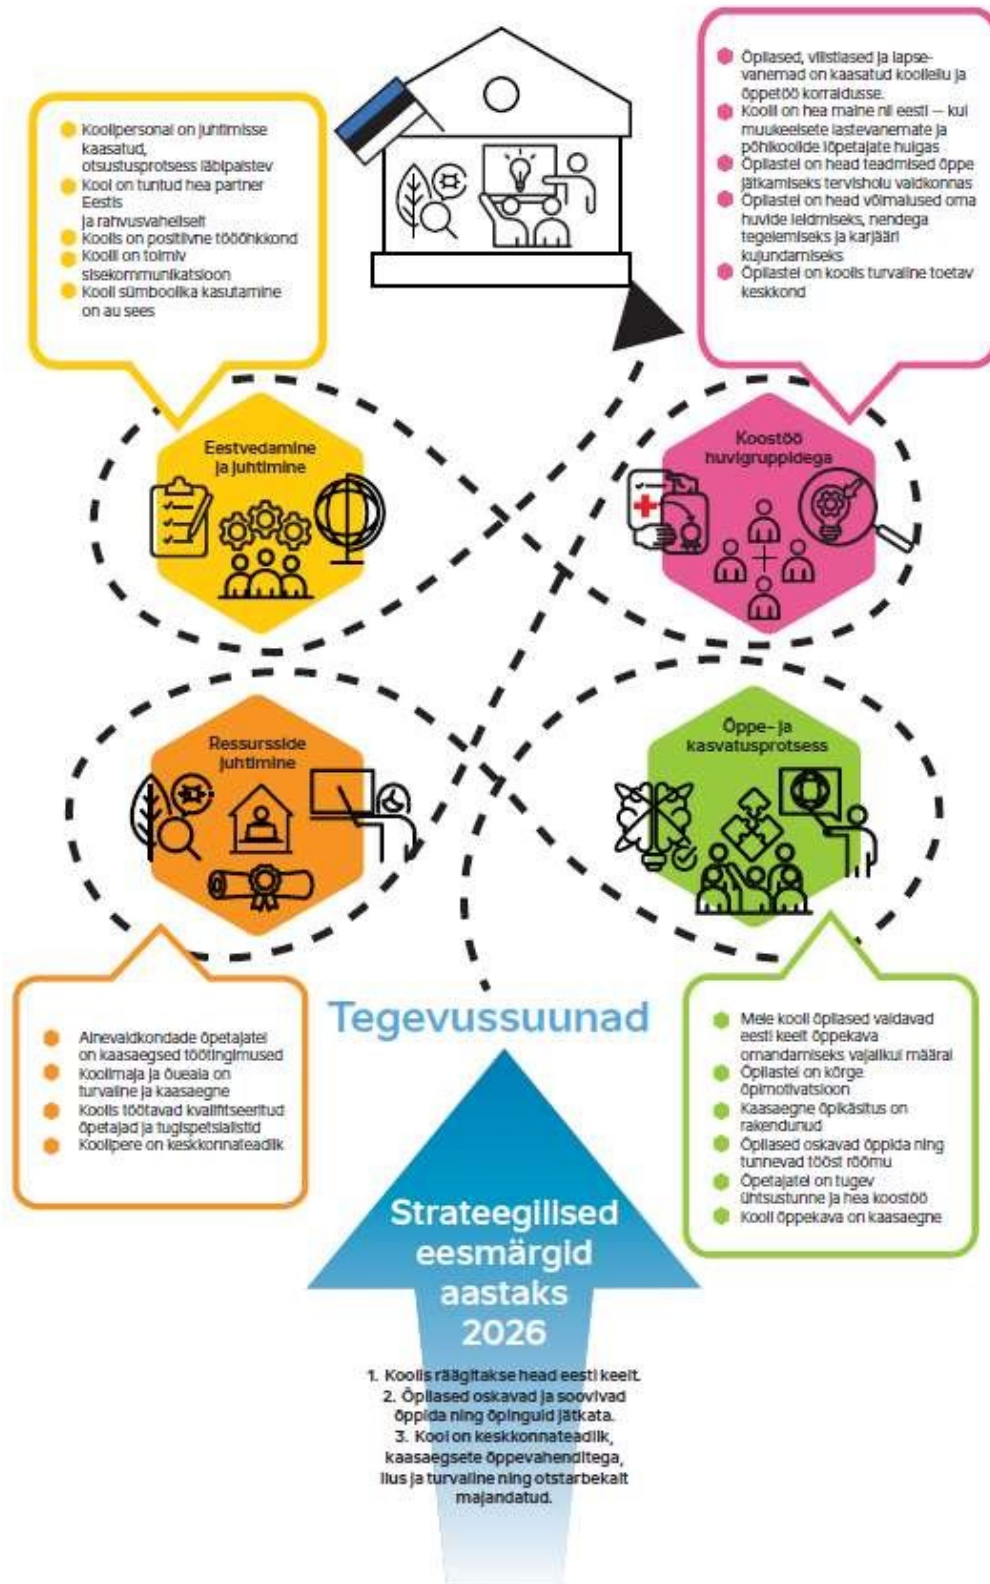 Koolipersonal on juhtimisse
kaasatud,
otsustusprotsess läbipaistev
Kool on tuntud hea partner
Eestis
ja rahvusvaheliselt
Koolis on positiivne tööõhkkond
Koolil on toimiv
sisekommunikatsioon
Kooli sümboolika kasutamine
on au sees
Õpilased, vilistlased ja lapse-
vanemad on kaasatud koolielu ja
õppetöö korraldusse.
Koolil on hea maine nii eesti – kui
muukeelsete lastevanemate ja
põhikoolide lõpetajate hulgas
Õpilastel on head teadmised õppe
jätkamiseks tervishoiu valdkonnas
Õpilastel on head võimalused oma
huvide leidmiseks, nendega
tegelemiseks ja karjääri
kujundamiseks
Õpilastel on koolis turvaline toetav
keskkond
Eestvedamine
ja juhtimine
Koostöö
huvigruppidega
Ressursside
juhtimine
Õppe- ja
kasvatusprotsess
Ainevaldkondade õpetajatel
on kaasaegsed töötingimused
Koolimaja ja õueala on
turvaline ja kaasaegne
Koolis töötavad kvalifitseeritud
õpetajad ja tugispetsialistid
Koolipere on keskkonnateadlik
Meie kooli õpilased valdavad
eesti keelt õppekava
omandamiseks vajalikul määral
Õpilastel on kõrge
õpimotivatsioon
Kaasaegne õpikäsitus on
rakendunud
Õpilased oskavad õppida ning
tunnevad tööst rõõmu
Õpetajatel on tugev
ühtsustunne ja hea koostöö
Kooli õppekava on kaasaegne
Tegevussuunad
Strateegilised
eesmärgid
aastaks
2026
1. Koolis räägitakse head eesti keelt.
2. Õpilased oskavad ja soovivad
õppida ning õpinguid jätkata.
3. Kool on keskkonnateadlik,
kaasaegsete õppevahenditega,
ilus ja turvaline ning otstarbekalt
majandatud.